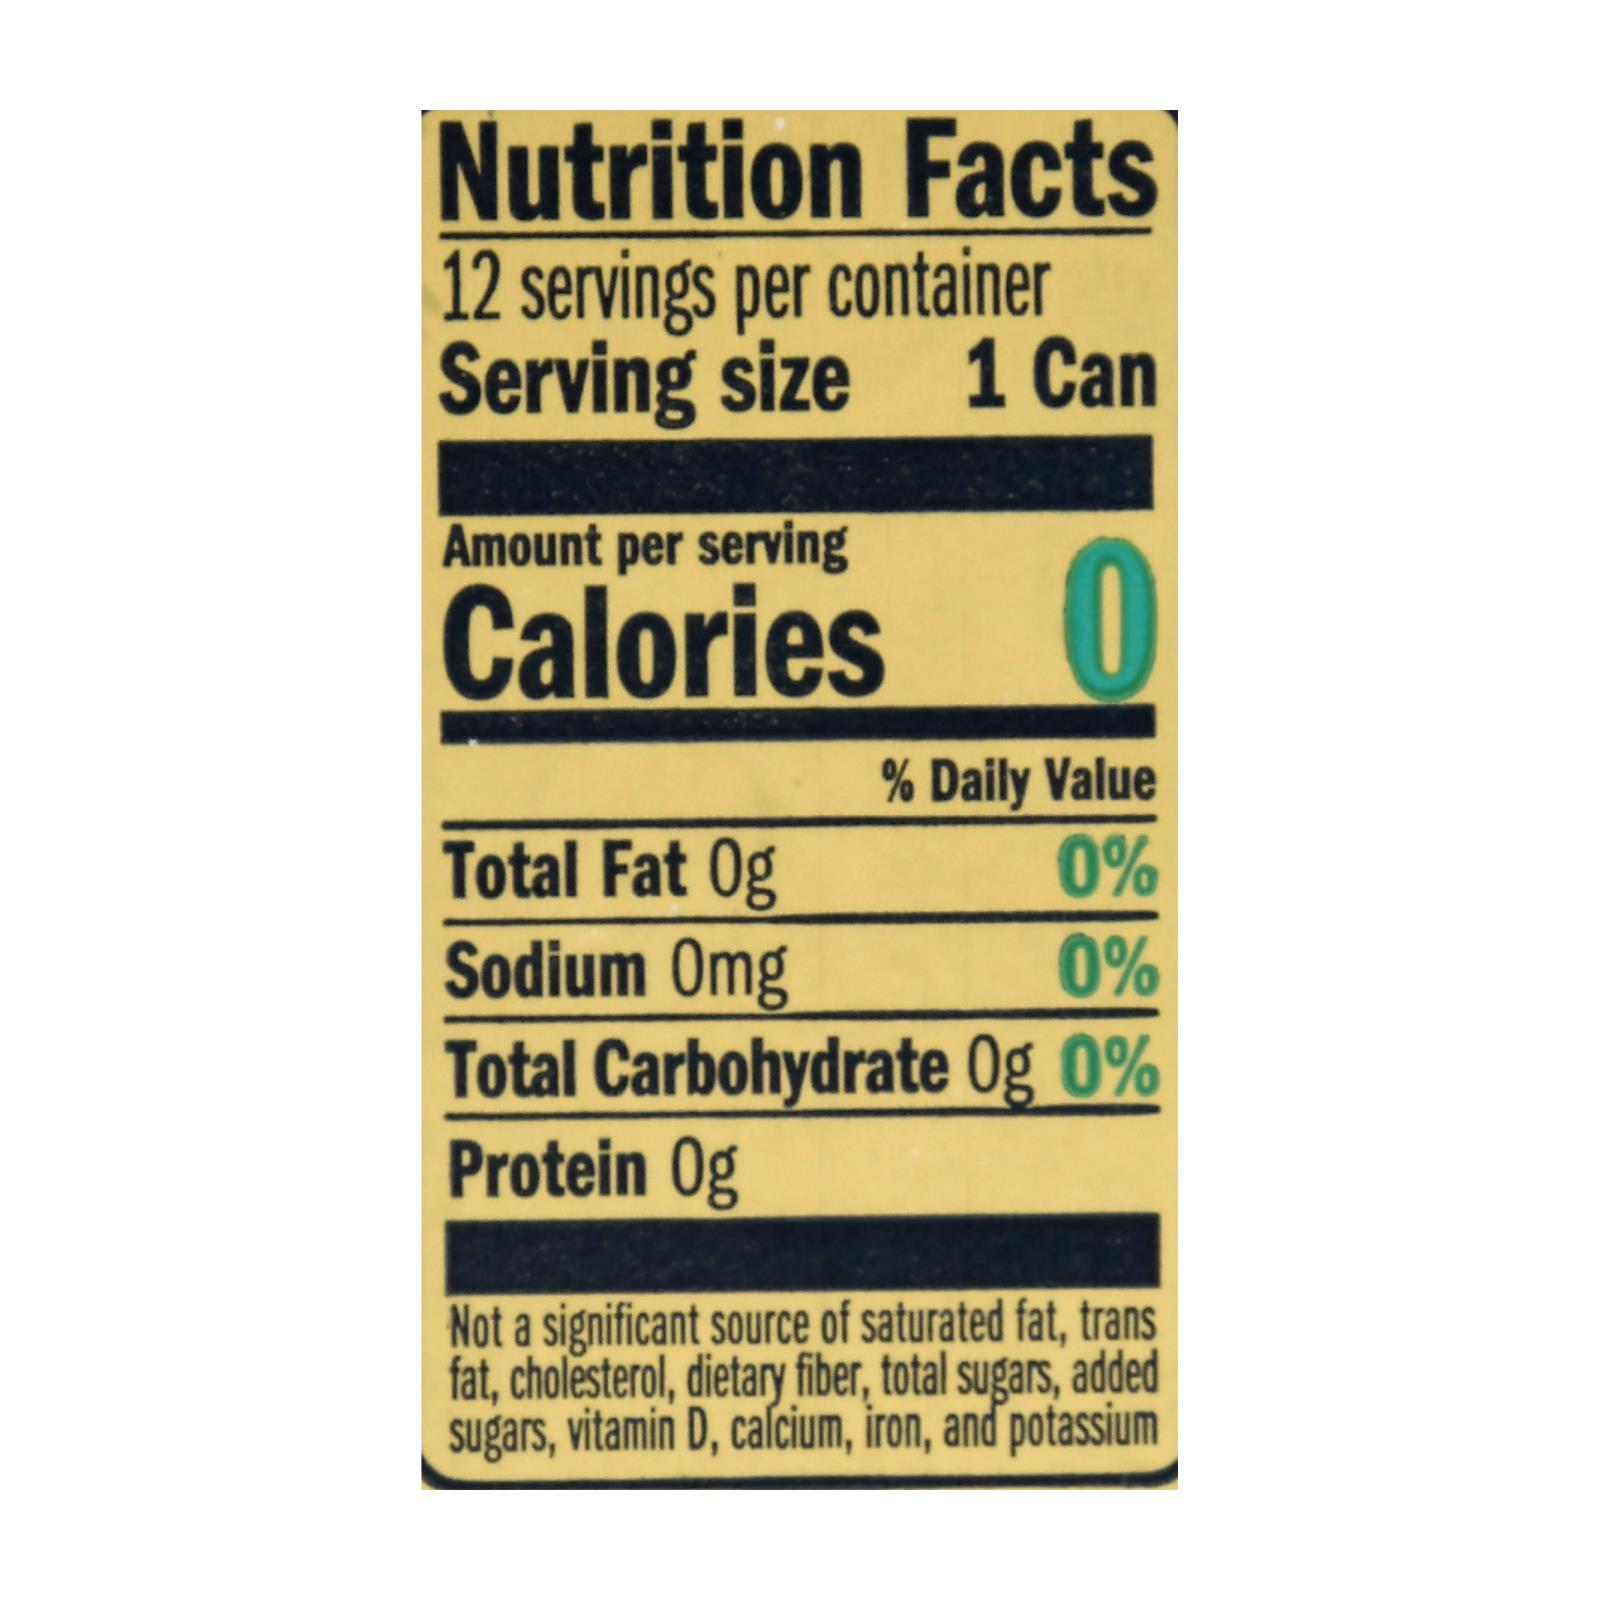 Nutrition Facts
12 servings per container
Serving size 1 Can
Amount per serving
Calories 0
% Daily Value
Total Fat 0g 0%
Sodium 0mg 0%
Total Carbohydrate 0g 0%
Protein 0g
Not a significant source of saturated fat, trans
fat, cholesterol, dietary fiber, total sugars, added
sugars, vitamin D, calcium, iron, and potassium